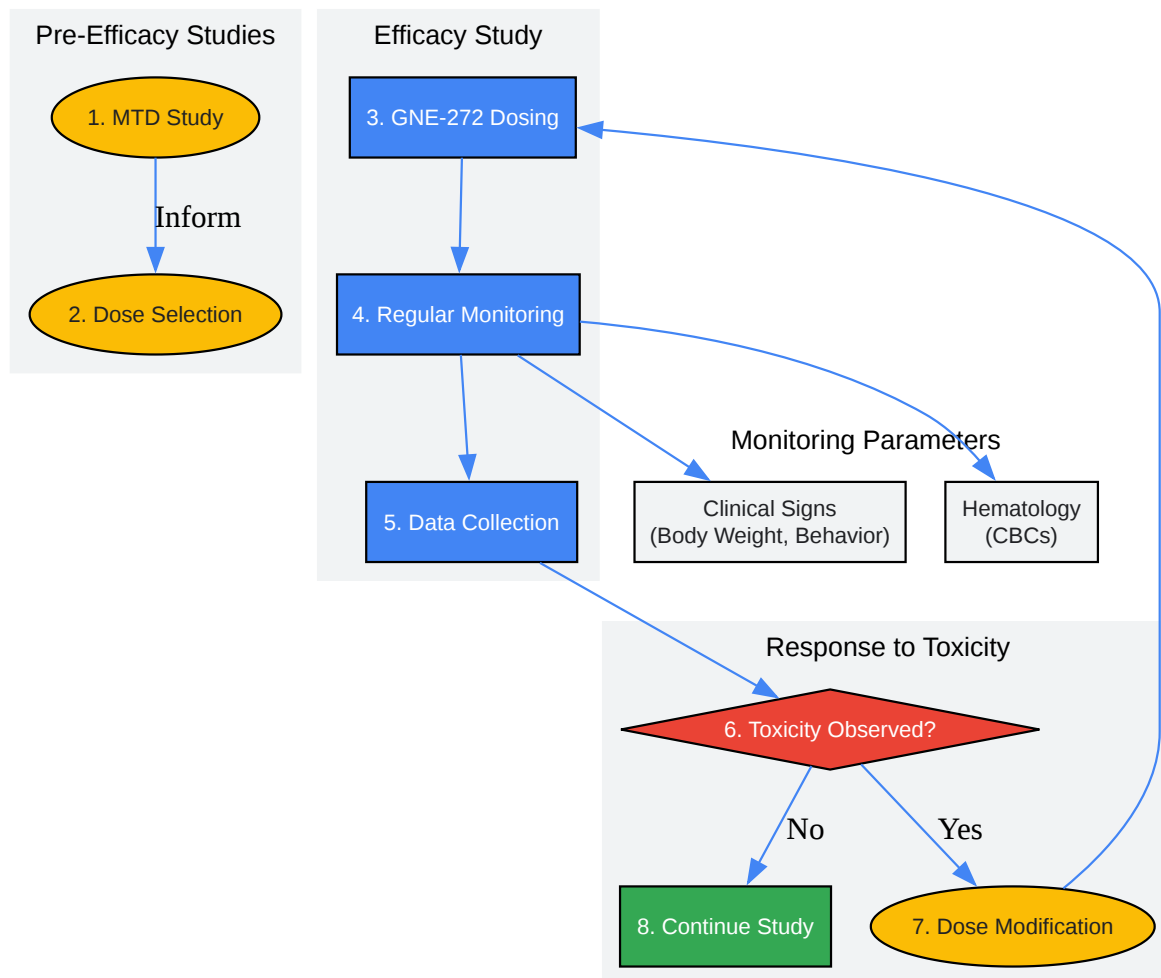 Pre-Efficacy Studies
1. MTD Study
Inform
2. Dose Selection
Efficacy Study
3. GNE-272 Dosing
4. Regular Monitoring
5. Data Collection
Monitoring Parameters
Clinical Signs
(Body Weight, Behavior)
Hematology
(CBCs)
Response to Toxicity
6. Toxicity Observed?
No
Yes
8. Continue Study
7. Dose Modification